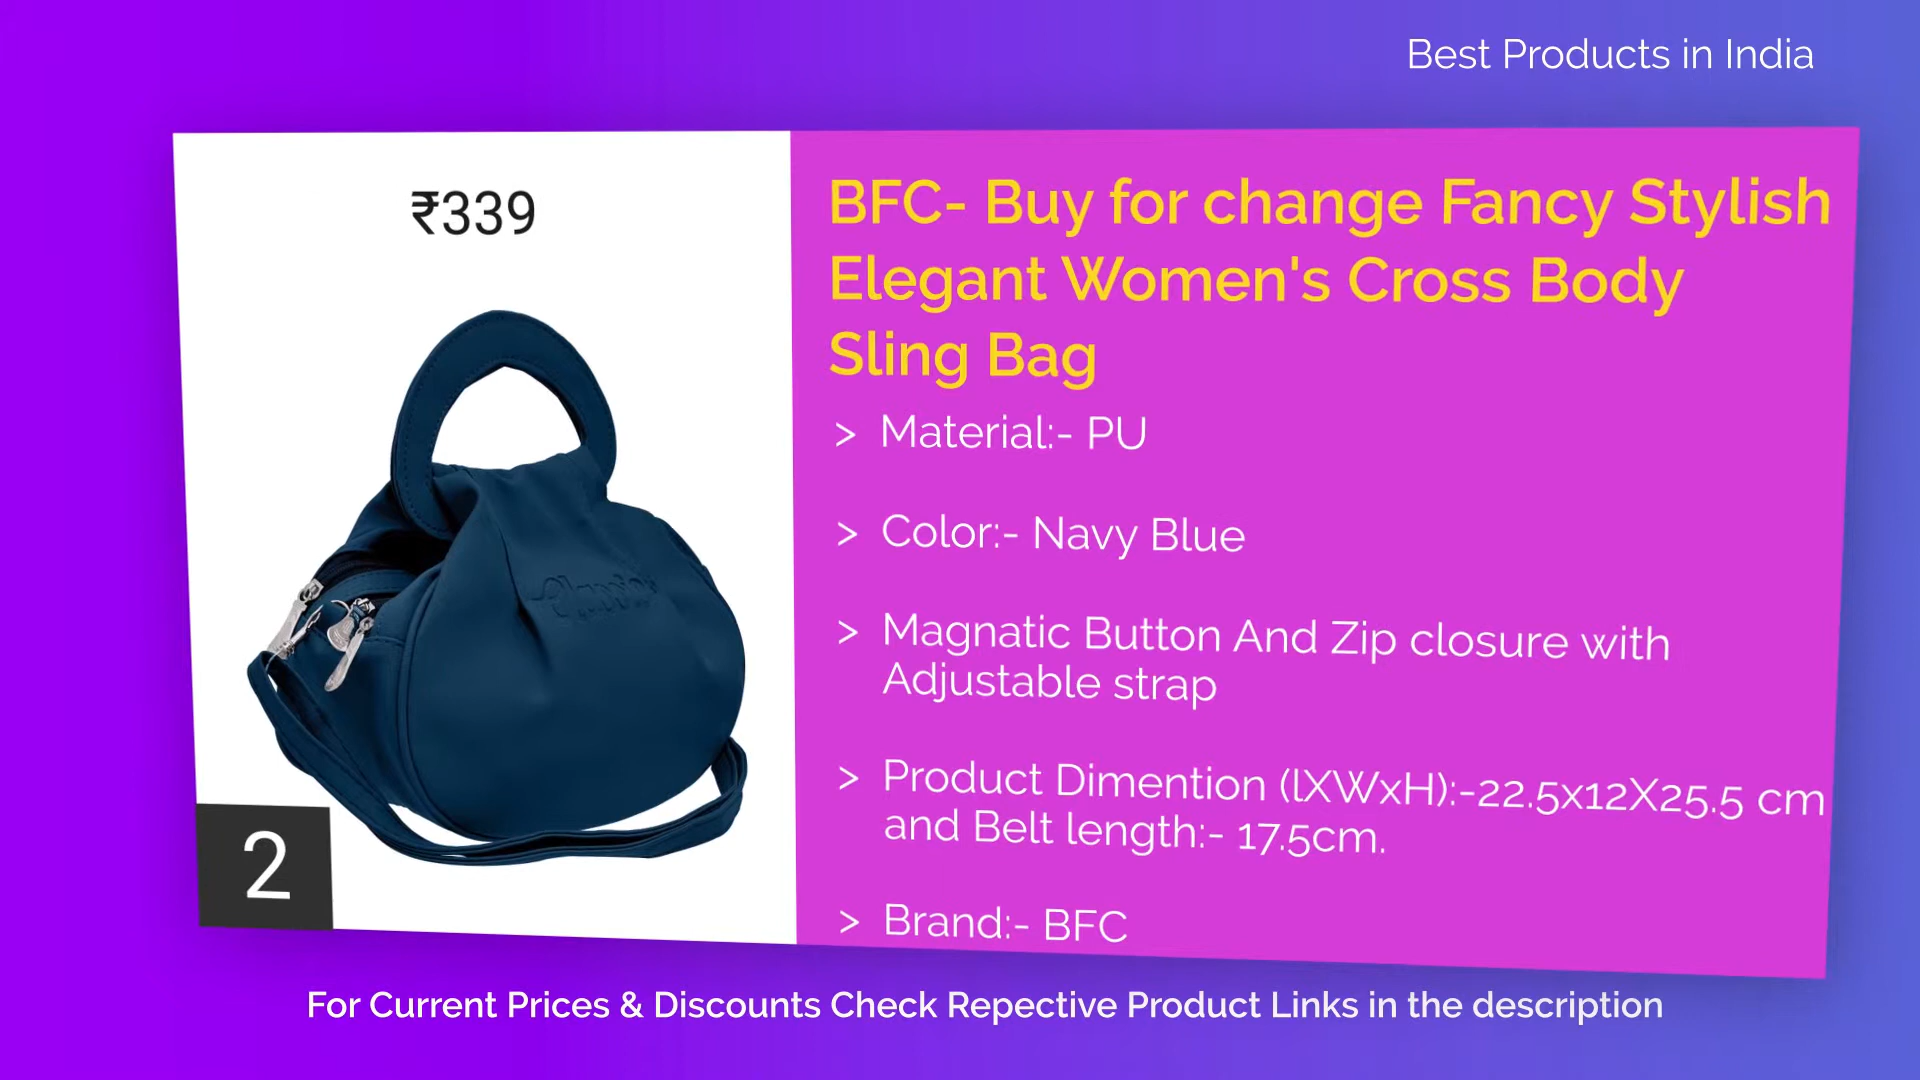 Best Products in India
₹339
BFC- Buy for change Fancy Stylish
Elegant Women's Cross Body
Sling Bag
> Material:- PU
> Color:- Navy Blue
> Magnatic Button And Zip closure with
Adjustable strap
> Product Dimention (lXWxH):-22.5x12X25.5 cm
and Belt length:- 17.5cm.
> Brand:- BFC
2
For Current Prices & Discounts Check Repective Product Links in the description